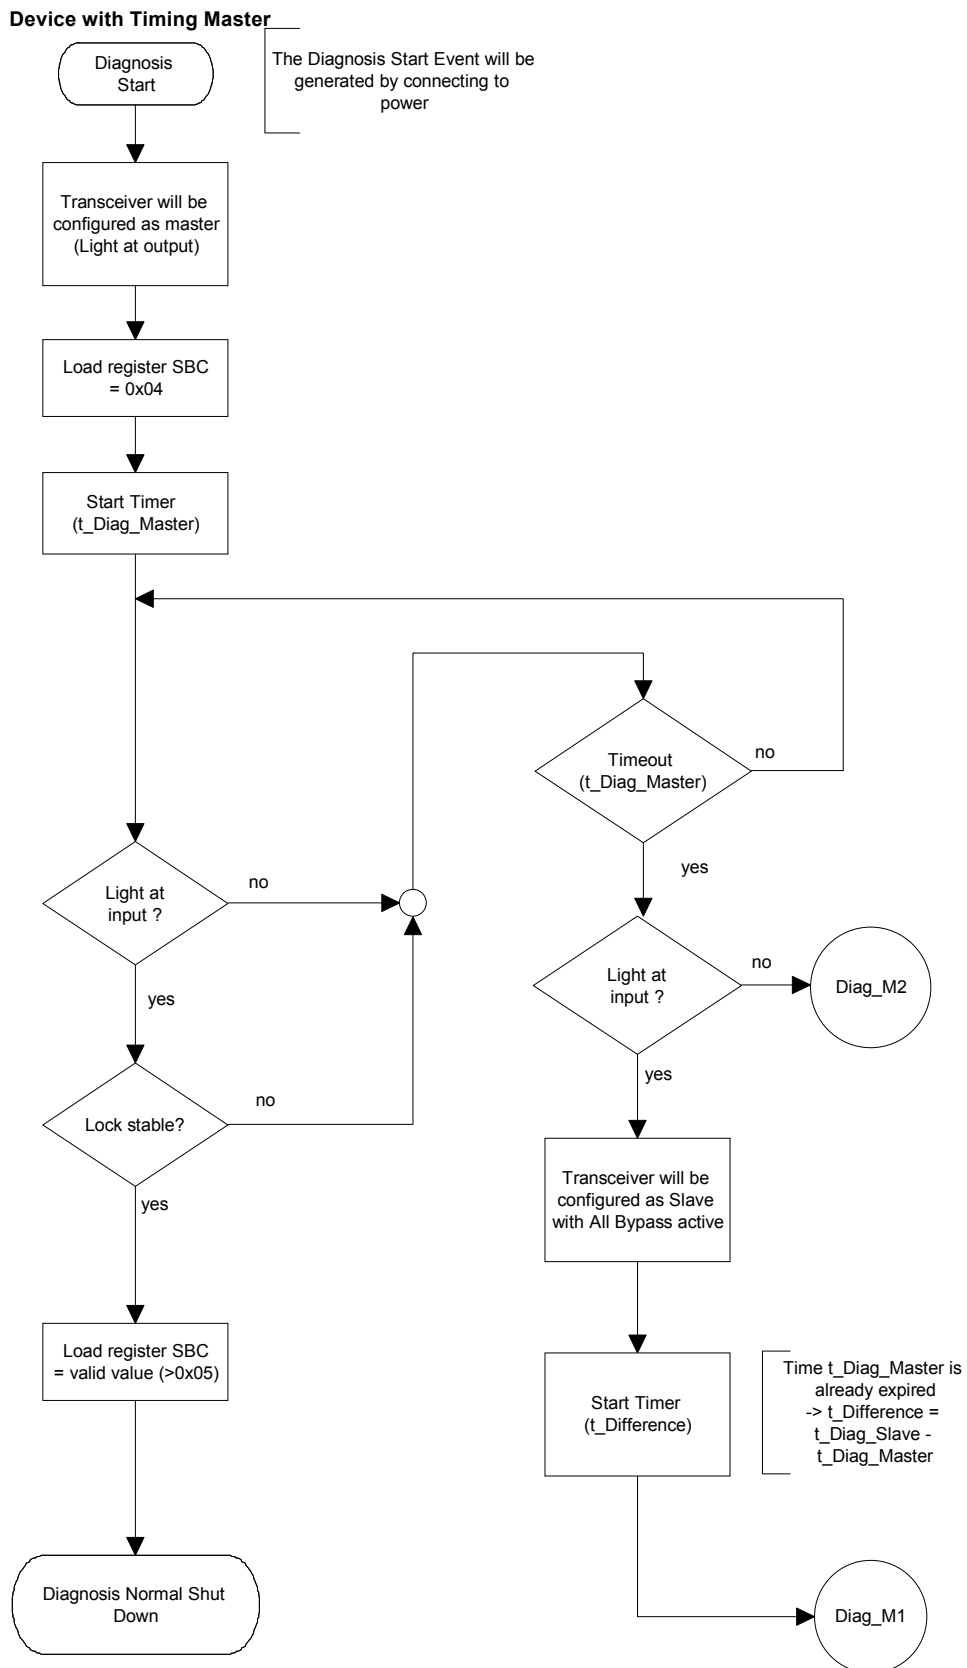 Device with Timing Master
Diagnosis
Start
The Diagnosis Start Event will be
generated by connecting to
power
Transceiver will be
configured as master
(Light at output)
Load register SBC
= 0x04
Start Timer
(t_Diag_Master)
Timeout
(t_Diag_Master)
no
yes
Light at
input ?
no
yes
Light at
input ?
no
Diag_M2
yes
Lock stable?
no
yes
Transceiver will be
configured as Slave
with All Bypass active
Load register SBC
= valid value (>0x05)
Start Timer
(t_Difference)
Time t_Diag_Master is
already expired
-> t_Difference =
t_Diag_Slave -
t_Diag_Master
Diagnosis Normal Shut
Down
Diag_M1